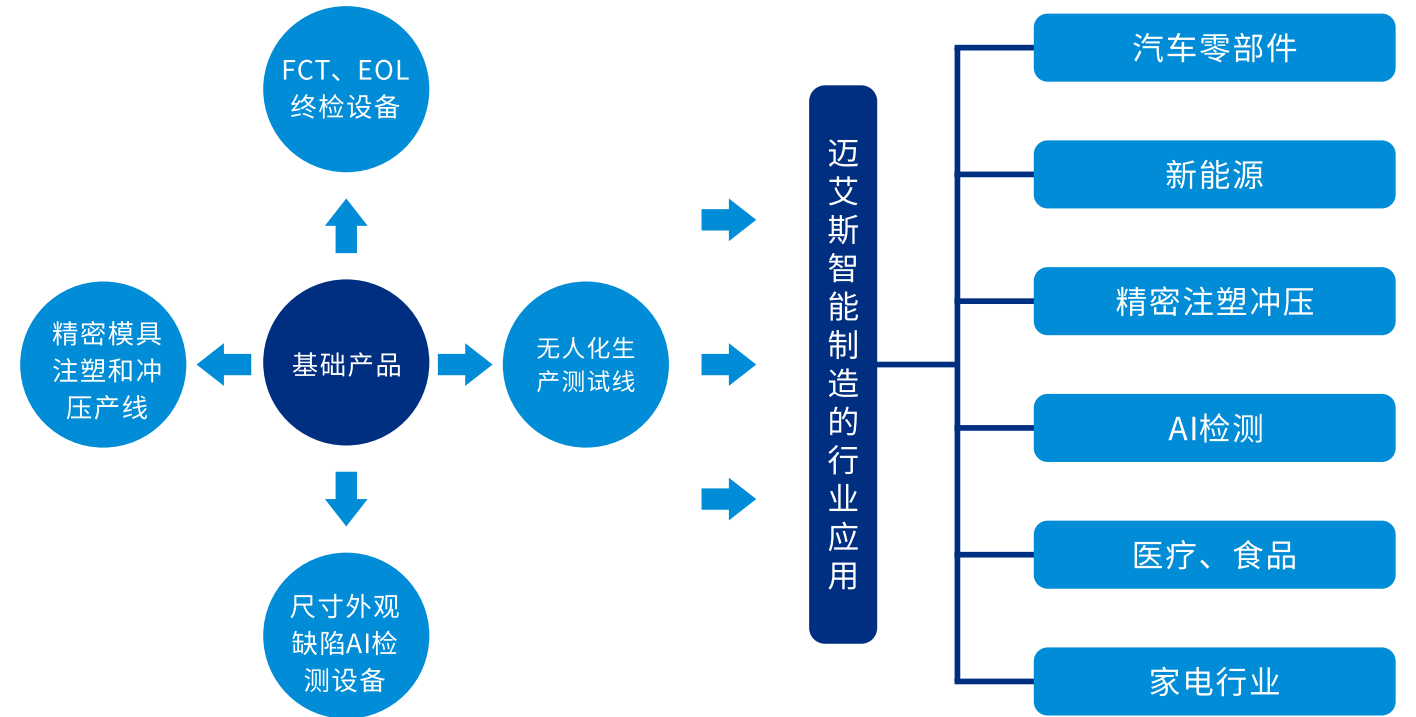 FCT、EOL
终检设备
精密模具
注塑和冲
压产线
基础产品
无人化生
产测试线
尺寸外观
缺陷AI检
测设备
迈艾斯智能制造的行业应用
汽车零部件
新能源
精密注塑冲压
AI检测
医疗、食品
家电行业